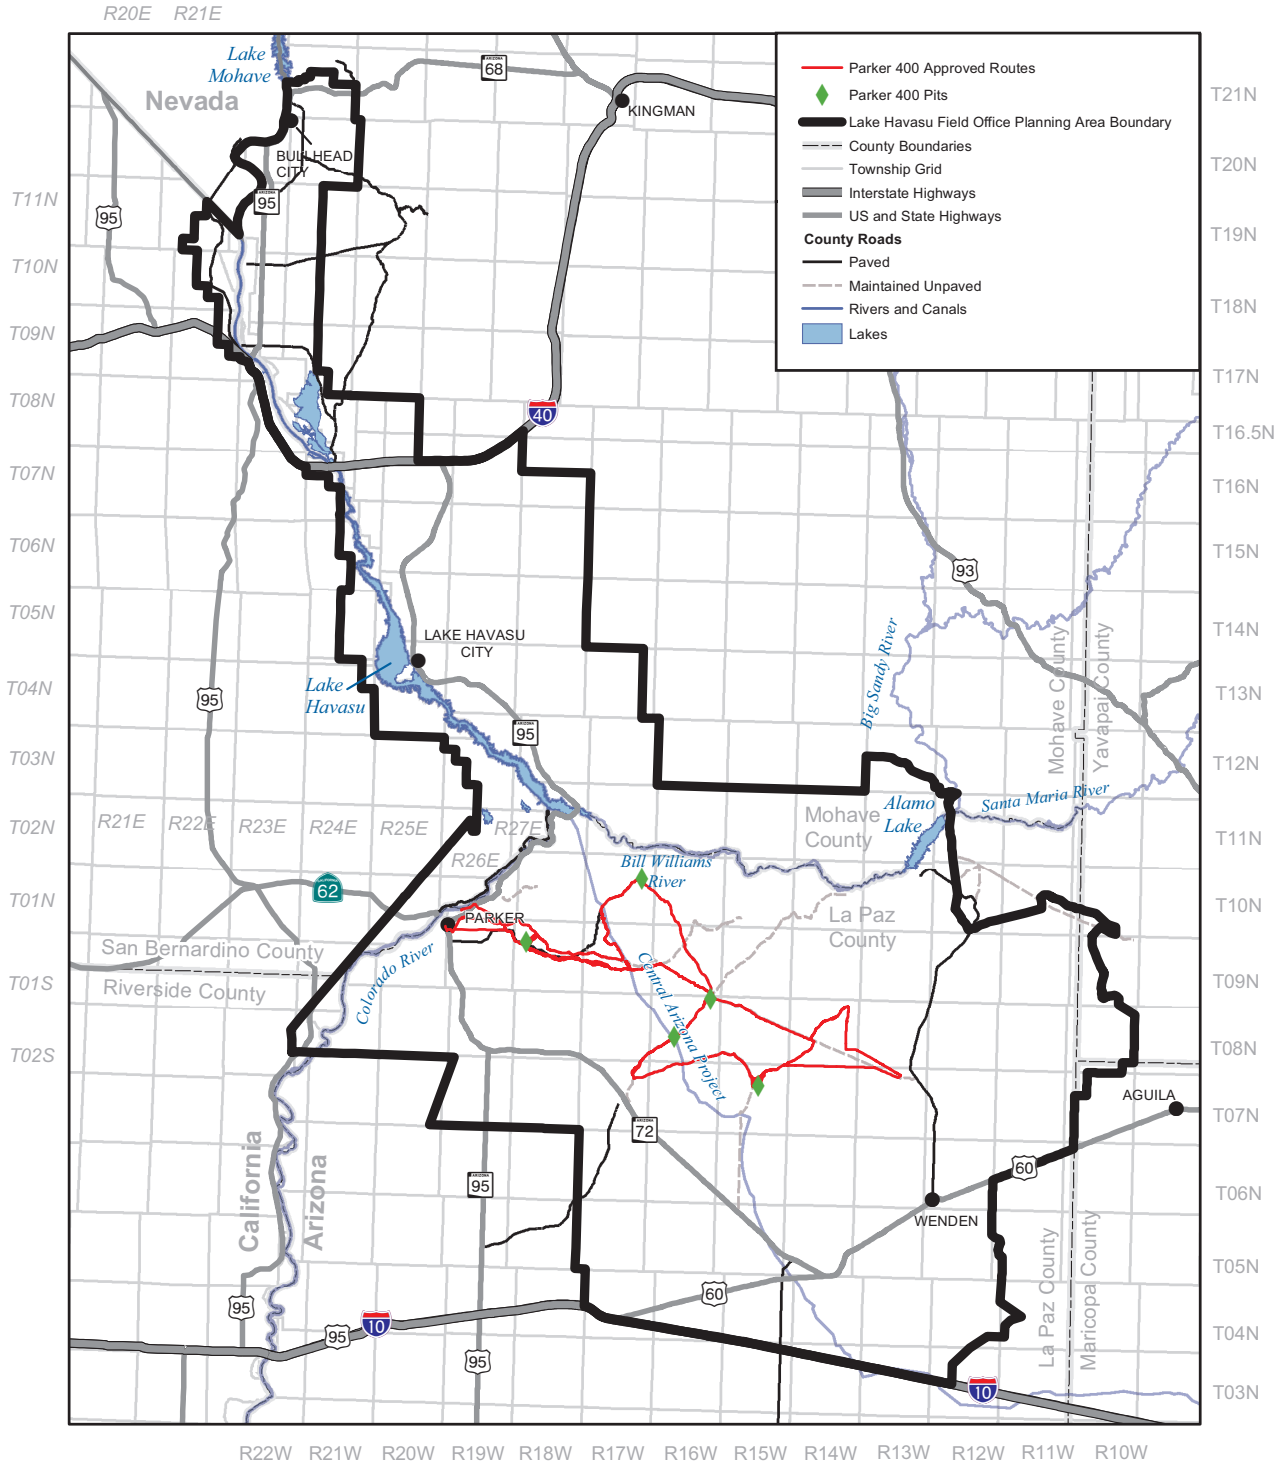 R20E R21E
Lake
Mohave
Nevada
ARIZONA
68
KINGMAN
BULLHEAD
CITY
ARIZONA
95
95
Parker 400 Approved Routes
Parker 400 Pits
Lake Havasu Field Office Planning Area Boundary
County Boundaries
Township Grid
Interstate Highways
US and State Highways
County Roads
Paved
Maintained Unpaved
Rivers and Canals
Lakes
T21N
T20N
T19N
T18N
T17N
T16.5N
T16N
T15N
T14N
T13N
T12N
T11N
T10N
T09N
T08N
T07N
T06N
T05N
T04N
T03N
T11N
T10N
T09N
T08N
T07N
T06N
T05N
T04N
T03N
T02N
T01N
T01S
T02S
40
93
LAKE HAVASU
CITY
Lake
Havasu
95
ARIZONA
95
Big Sandy River
Mohave County
Yavapai County
Santa Maria River
Alamo
Lake
Mohave
County
R21E R22E R23E R24E R25E R27E
R26E
Bill Williams
River
CALIFORNIA
62
PARKER
La Paz
County
San Bernardino County
Riverside County
Colorado River
Central Arizona Project
AGUILA
ARIZONA
72
60
California
Arizona
ARIZONA
95
WENDEN
La Paz County
Maricopa County
60
95
10
95
95
10
R22W R21W R20W R19W R18W R17W R16W R15W R14W R13W R12W R11W R10W